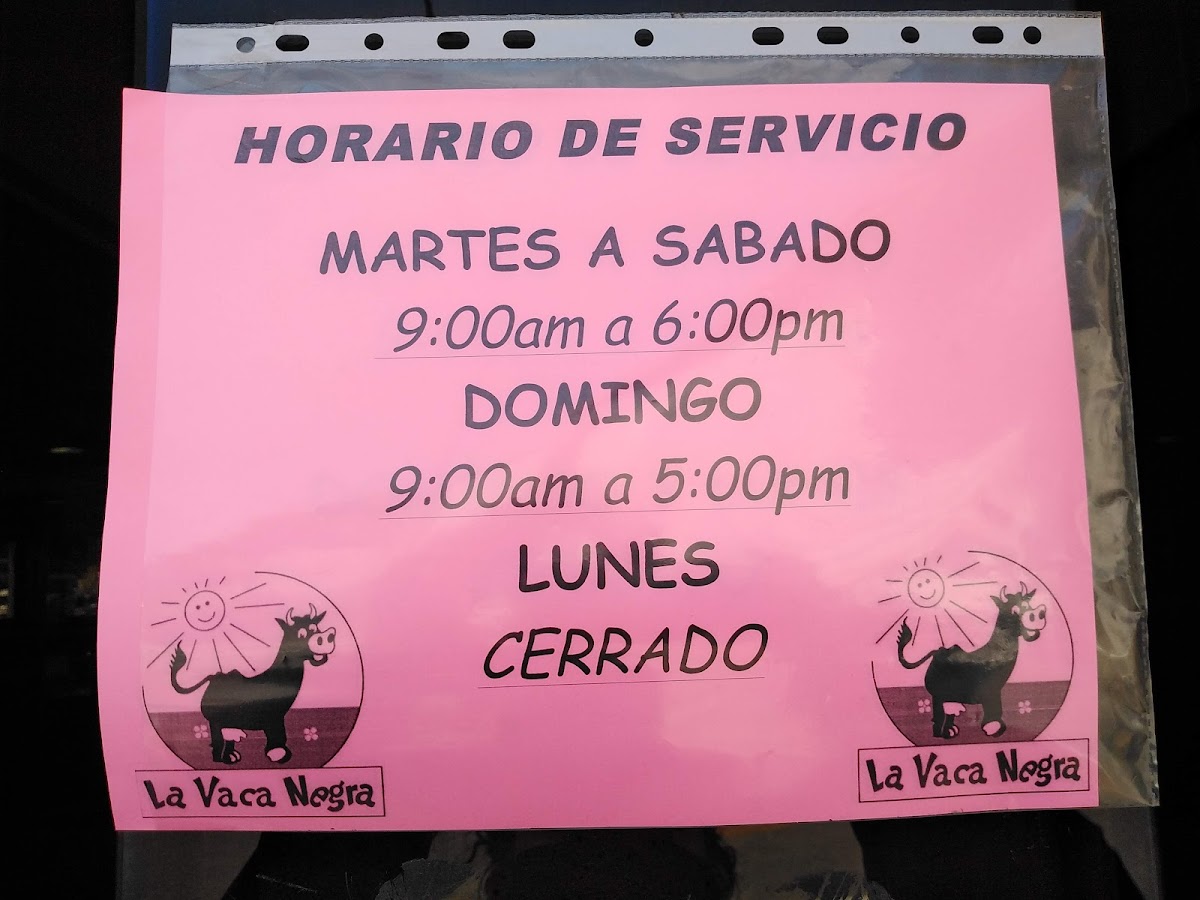 HORARIO DE SERVICIO
MARTES A SABADO
9:00am a 6:00pm
DOMINGO
9:00am a 5:00pm
LUNES
CERRADO
La Vaca Negra
La Vaca Negra